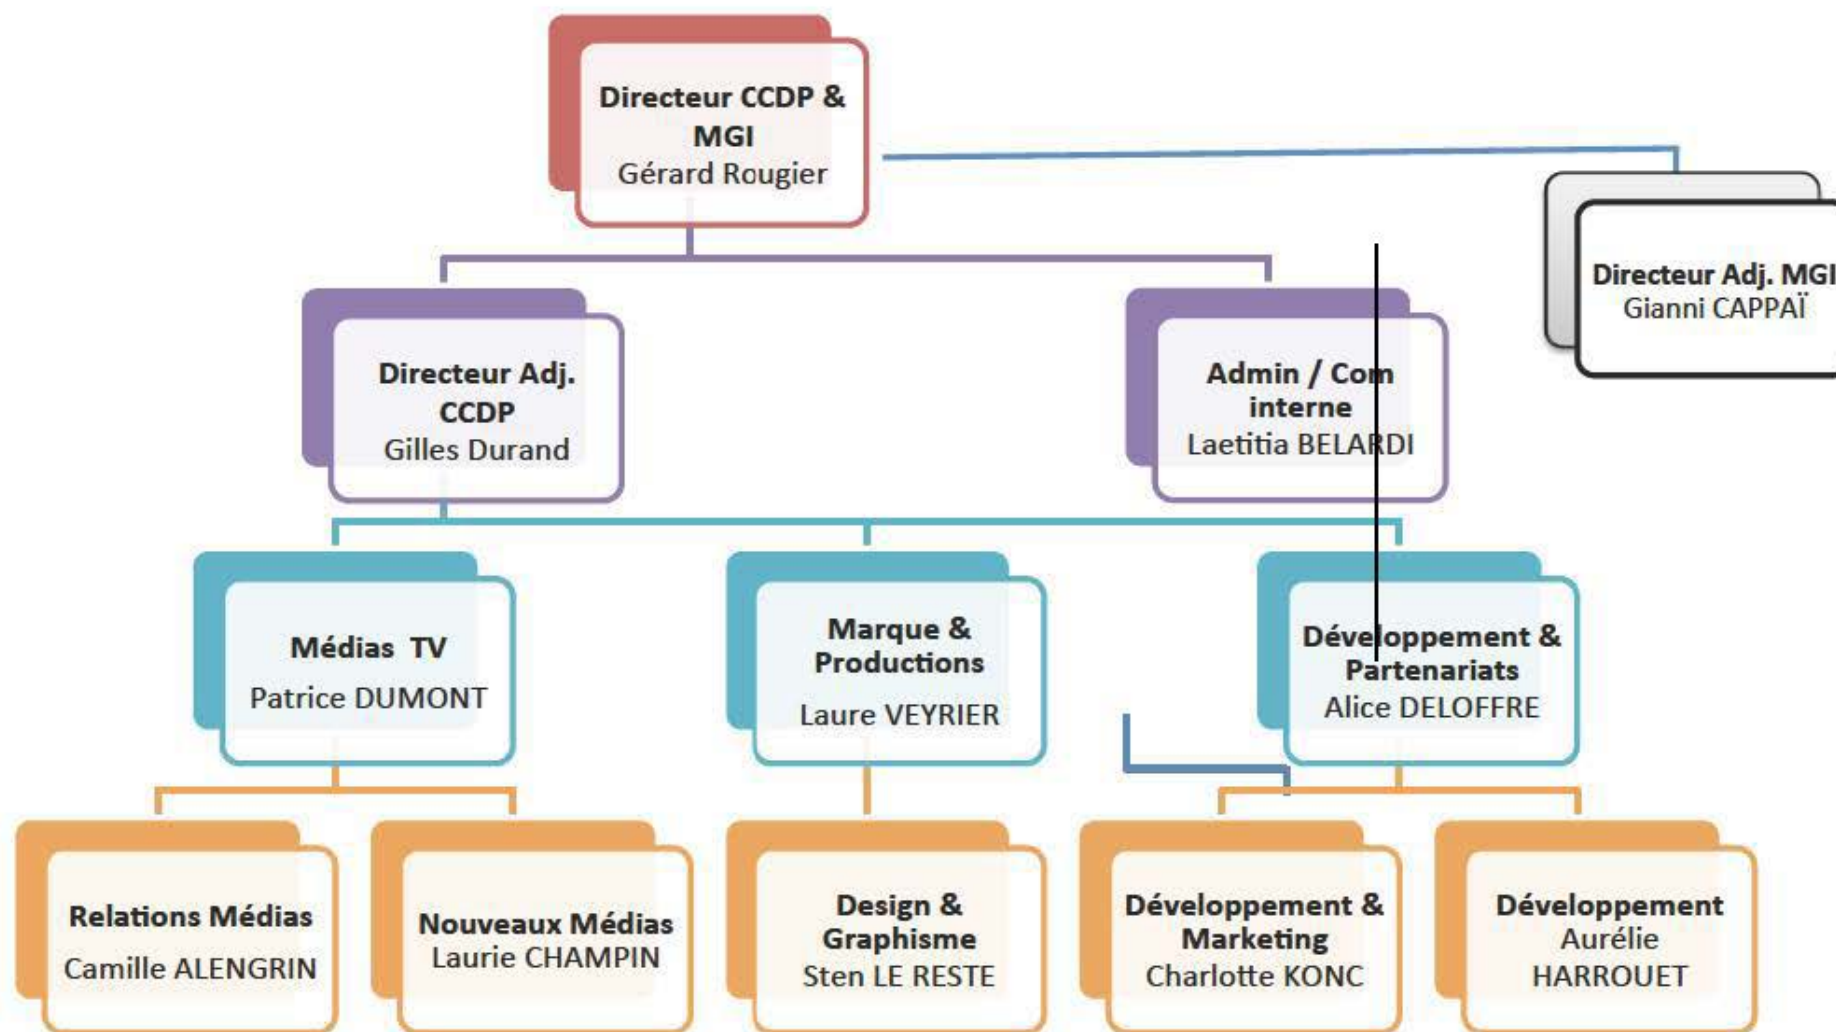 Directeur CCDP &
MGI
Gérard Rougier
Directeur Adj. MGI
Gianni CAPPAÏ
Directeur Adj.
CCDP
Gilles Durand
Admin / Com
interne
Laetitia BELARDI
Médias TV
Patrice DUMONT
Marque &
Productions
Laure VEYRIER
Développement &
Partenariats
Alice DELOFFRE
Relations Médias
Camille ALENGRIN
Nouveaux Médias
Laurie CHAMPIN
Design &
Graphisme
Sten LE RESTE
Développement &
Marketing
Charlotte KONC
Développement
Aurélie
HARROUET